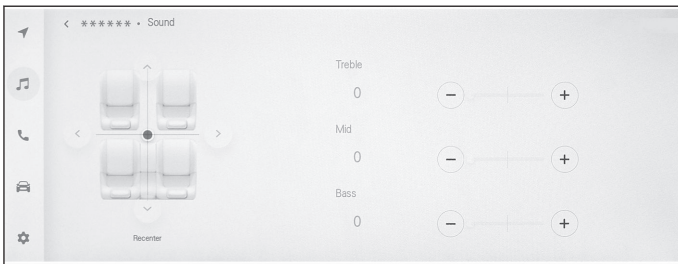 ****** • Sound
Treble
0
Mid
0
Bass
0
Recenter